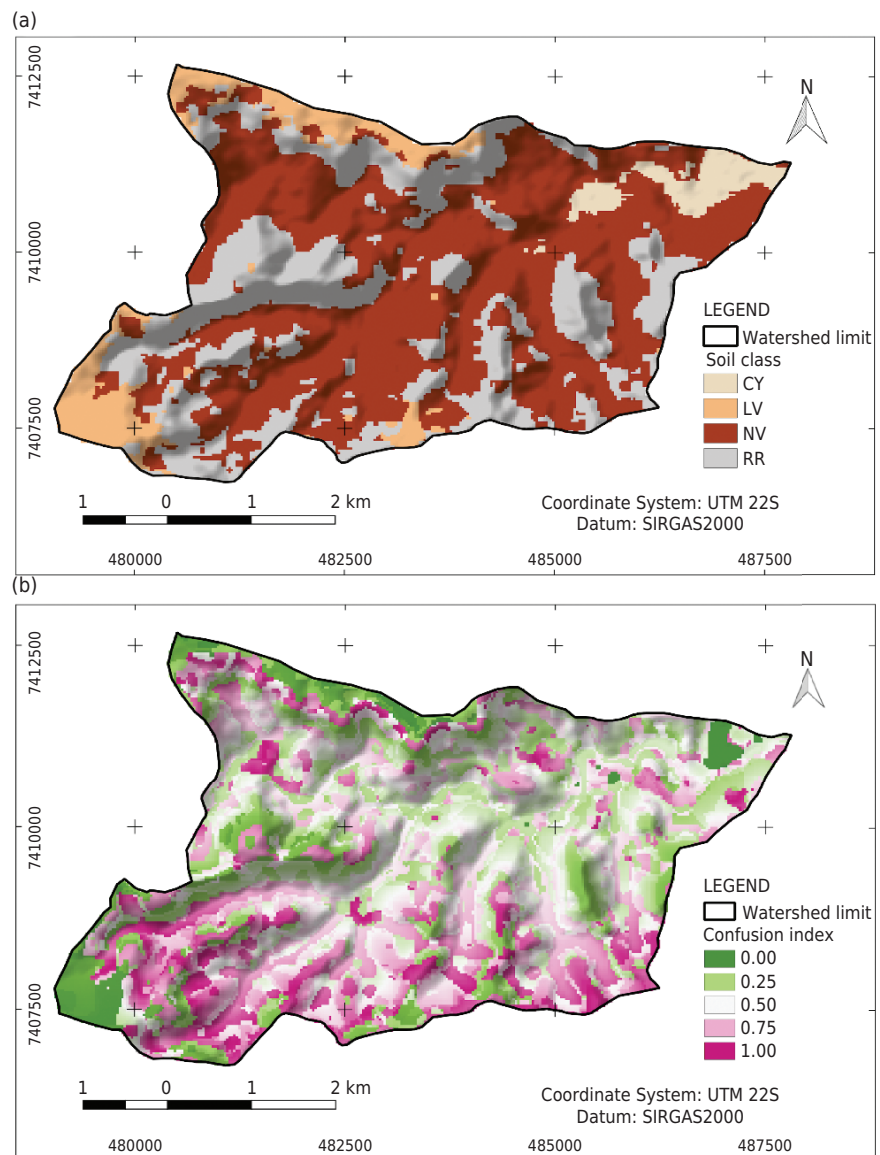 (a)
7412500
7410000
7407500
N
LEGEND
Watershed limit
Soil class
CY
LV
NV
RR
1 0 1 2 km
Coordinate System: UTM 22S
Datum: SIRGAS2000
480000 482500 485000 487500
(b)
7412500
7410000
7407500
N
LEGEND
Watershed limit
Confusion index
0.00
0.25
0.50
0.75
1.00
1 0 1 2 km
Coordinate System: UTM 22S
Datum: SIRGAS2000
480000 482500 485000 487500